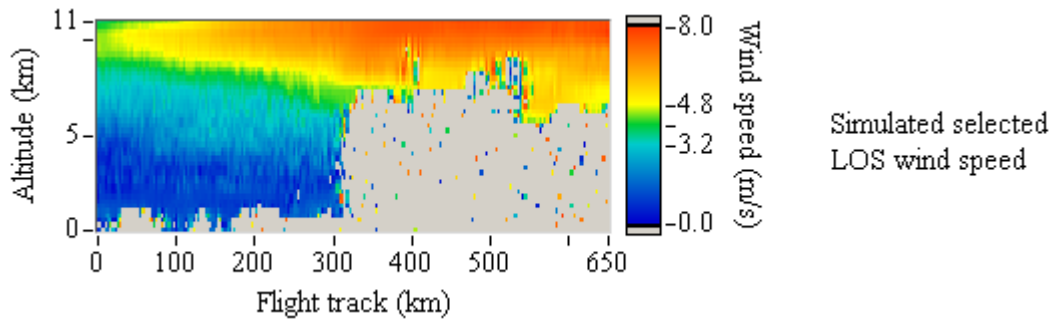 11
5
0
Altitude (km)
0 100 200 300 400 500 650
Flight track (km)
8.0
4.8
3.2
0.0
Wind speed (m/s)
Simulated selected
LOS wind speed